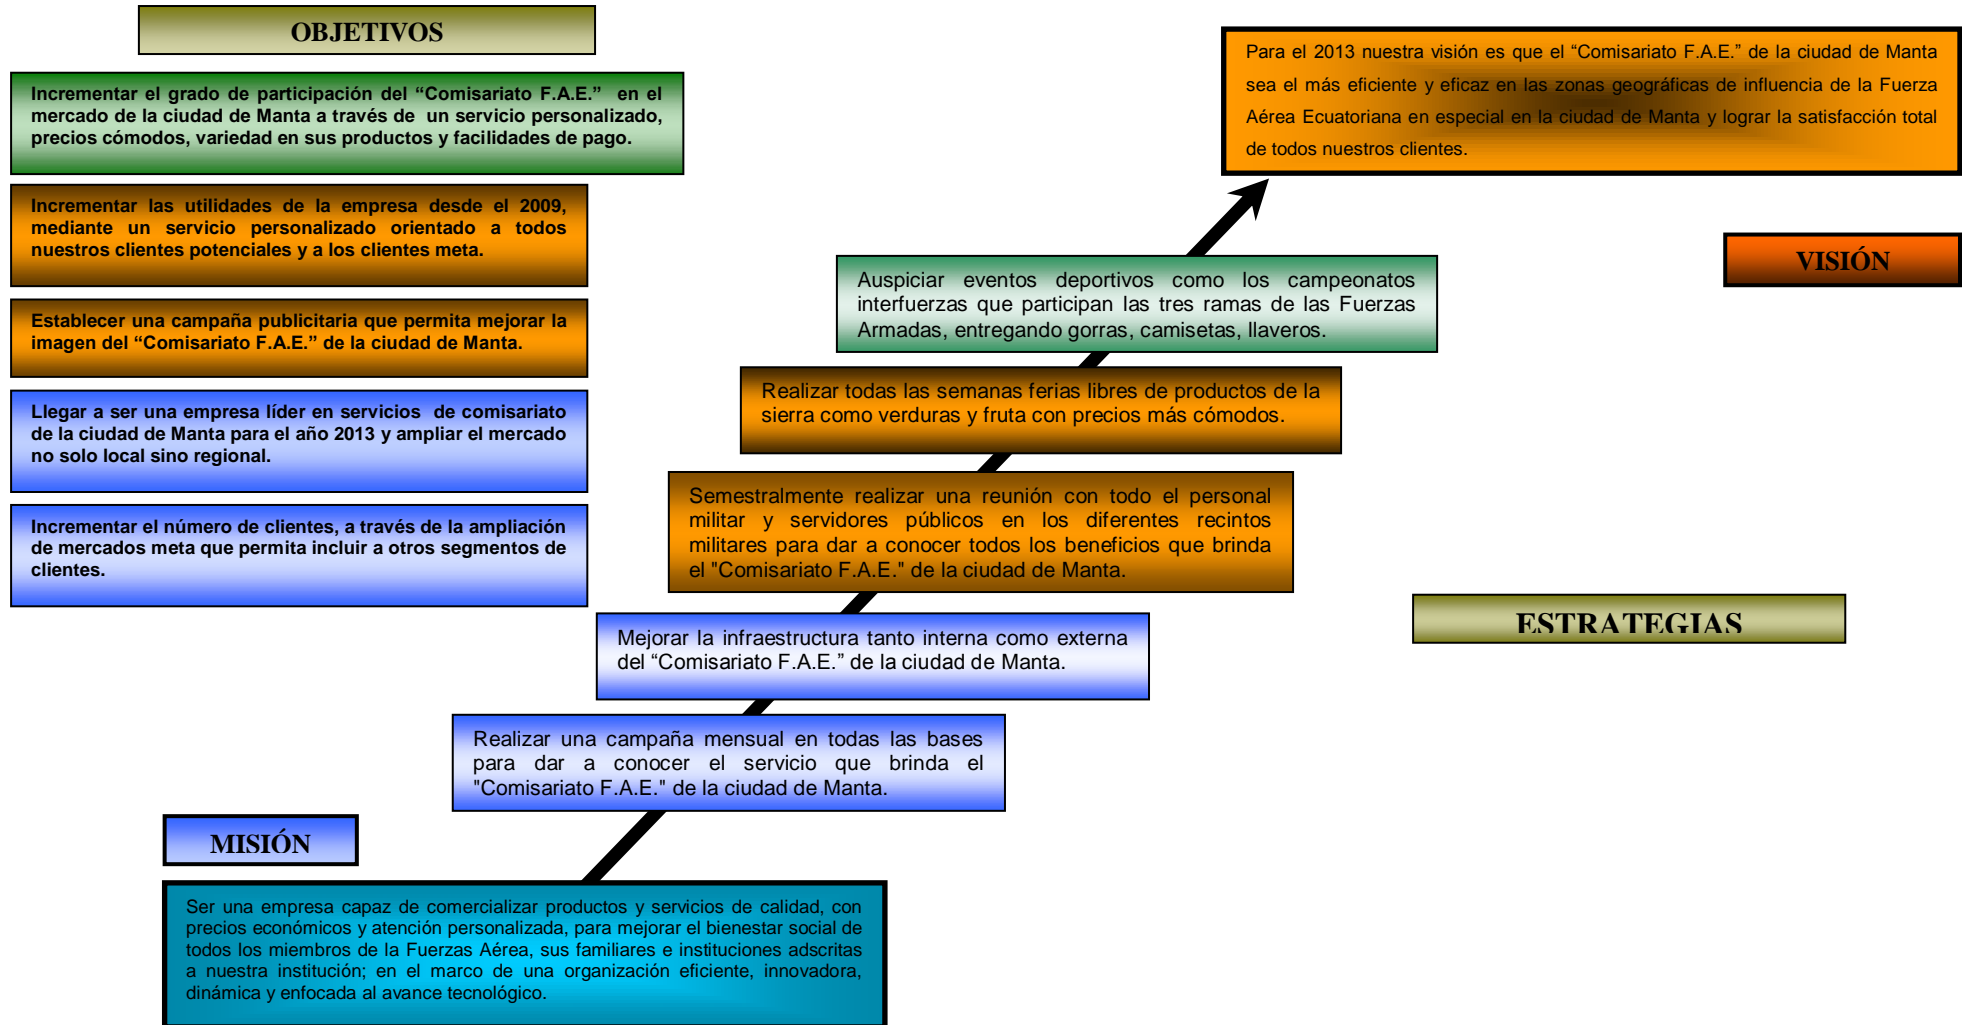 OBJETIVOS
Incrementar el grado de participación del “Comisariato F.A.E.” en el
mercado de la ciudad de Manta a través de un servicio personalizado,
precios cómodos, variedad en sus productos y facilidades de pago.
Incrementar las utilidades de la empresa desde el 2009,
mediante un servicio personalizado orientado a todos
nuestros clientes potenciales y a los clientes meta.
Establecer una campaña publicitaria que permita mejorar la
imagen del “Comisariato F.A.E.” de la ciudad de Manta.
Llegar a ser una empresa líder en servicios de comisariato
de la ciudad de Manta para el año 2013 y ampliar el mercado
no solo local sino regional.
Incrementar el número de clientes, a través de la ampliación
de mercados meta que permita incluir a otros segmentos de
clientes.
Para el 2013 nuestra visión es que el “Comisariato F.A.E.” de la ciudad de Manta
sea el más eficiente y eficaz en las zonas geográficas de influencia de la Fuerza
Aérea Ecuatoriana en especial en la ciudad de Manta y lograr la satisfacción total
de todos nuestros clientes.
VISIÓN
Auspiciar eventos deportivos como los campeonatos
interfuerzas que participan las tres ramas de las Fuerzas
Armadas, entregando gorras, camisetas, llaveros.
Realizar todas las semanas ferias libres de productos de la
sierra como verduras y fruta con precios más cómodos.
Semestralmente realizar una reunión con todo el personal
militar y servidores públicos en los diferentes recintos
militares para dar a conocer todos los beneficios que brinda
el "Comisariato F.A.E." de la ciudad de Manta.
ESTRATEGIAS
Mejorar la infraestructura tanto interna como externa
del “Comisariato F.A.E.” de la ciudad de Manta.
Realizar una campaña mensual en todas las bases
para dar a conocer el servicio que brinda el
"Comisariato F.A.E." de la ciudad de Manta.
MISIÓN
Ser una empresa capaz de comercializar productos y servicios de calidad, con
precios económicos y atención personalizada, para mejorar el bienestar social de
todos los miembros de la Fuerzas Aérea, sus familiares e instituciones adscritas
a nuestra institución; en el marco de una organización eficiente, innovadora,
dinámica y enfocada al avance tecnológico.